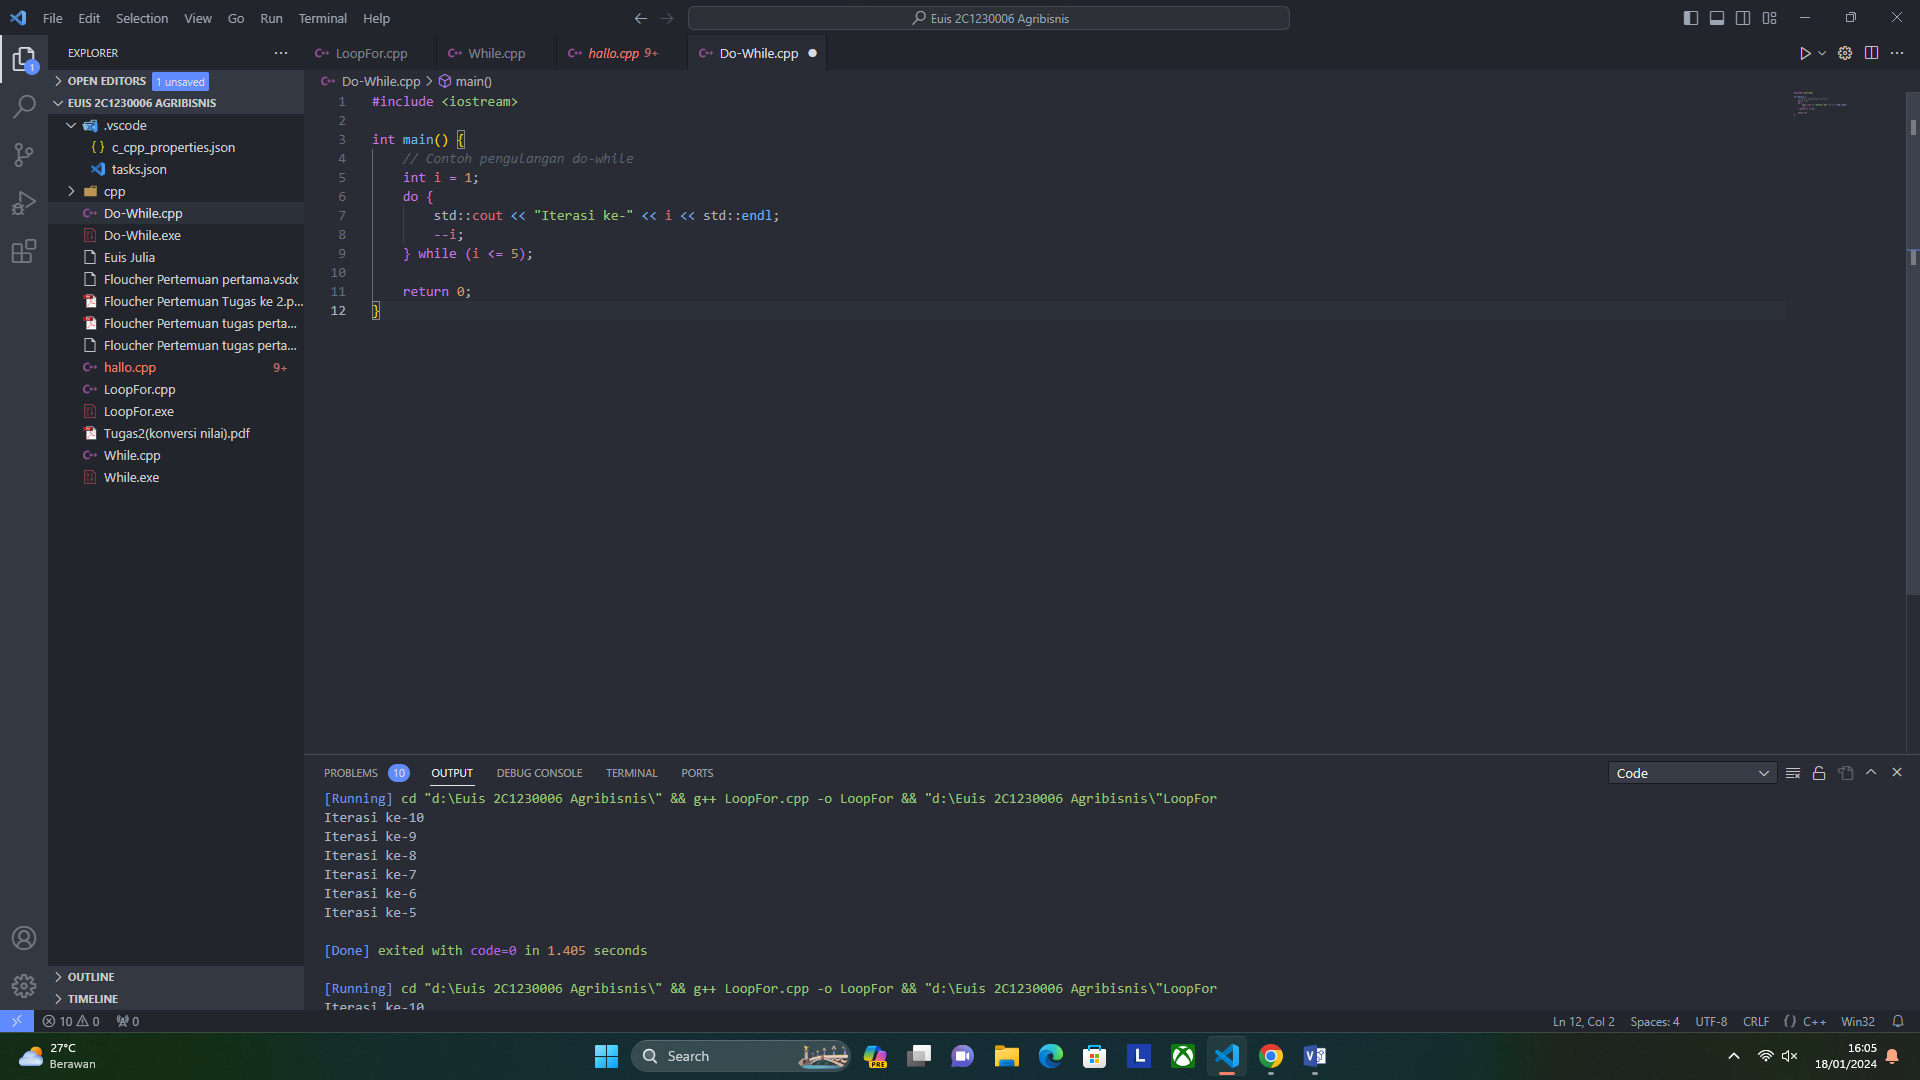 File Edit Selection View Go Run Terminal Help
Euis 2C1230006 Agribisnis
EXPLORER
LoopFor.cpp While.cpp hallo.cpp 9+ Do-While.cpp
1
OPEN EDITORS 1 unsaved
EUIS 2C1230006 AGRIBISNIS
.vscode
c_cpp_properties.json
tasks.json
cpp
Do-While.cpp
Do-While.exe
Euis Julia
Floucher Pertemuan pertama.vsdx
Floucher Pertemuan Tugas ke 2.p...
Floucher Pertemuan tugas perta...
Floucher Pertemuan tugas perta...
hallo.cpp 9+
LoopFor.cpp
LoopFor.exe
Tugas2(konversi nilai).pdf
While.cpp
While.exe
OUTLINE
TIMELINE
Do-While.cpp > main()
1 #include <iostream>
2
3 int main() {
4 // Contoh pengulangan do-while
5 int i = 1;
6 do {
7 std::cout << "Iterasi ke-" << i << std::endl;
8 --i;
9 } while (i <= 5);
10
11 return 0;
12 }
PROBLEMS 10 OUTPUT DEBUG CONSOLE TERMINAL PORTS
Code
[Running] cd "d:\Euis 2C1230006 Agribisnis\" && g++ LoopFor.cpp -o LoopFor && "d:\Euis 2C1230006 Agribisnis\"LoopFor
Iterasi ke-10
Iterasi ke-9
Iterasi ke-8
Iterasi ke-7
Iterasi ke-6
Iterasi ke-5
[Done] exited with code=0 in 1.405 seconds
[Running] cd "d:\Euis 2C1230006 Agribisnis\" && g++ LoopFor.cpp -o LoopFor && "d:\Euis 2C1230006 Agribisnis\"LoopFor
Iterasi ke-10
10 0 0
Ln 12, Col 2 Spaces: 4 UTF-8 CRLF {} C++ Win32
27°C
Berawan
Search
PRE
L
16:05
18/01/2024